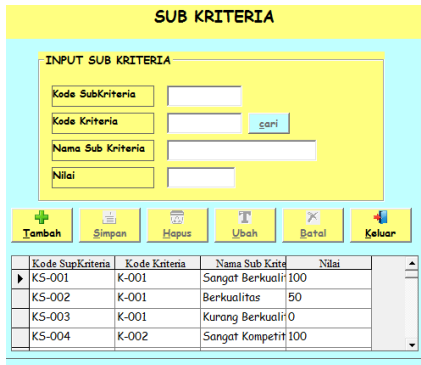 SUB KRITERIA
INPUT SUB KRITERIA
Kode SubKriteria
Kode Kriteria cari
Nama Sub Kriteria
Nilai
Tambah Simpan Hapus Ubah Batal Keluar
Kode SupKriteria Kode Kriteria Nama Sub Krite Nilai
KS-001 K-001 Sangat Berkuali 100
KS-002 K-001 Berkualitas 50
KS-003 K-001 Kurang Berkuali 0
KS-004 K-002 Sangat Kompetit 100